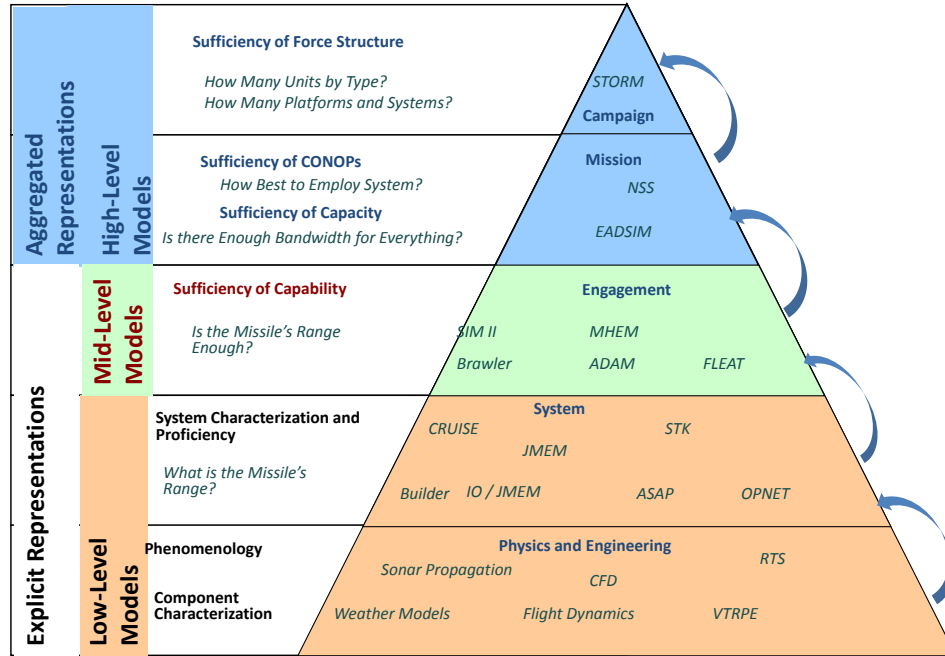 Aggregated
Representations
High-Level
Models
Sufficiency of Force Structure
How Many Units by Type?
How Many Platforms and Systems?
STORM
Campaign
Sufficiency of CONOPs
How Best to Employ System?
Sufficiency of Capacity
Is there Enough Bandwidth for Everything?
Mission
NSS
EADSIM
Explicit Representations
Mid-Level
Models
Sufficiency of Capability
Is the Missile's Range
Enough?
Engagement
SIM II MHEM
Brawler ADAM FLEAT
Low-Level
Models
System Characterization and
Proficiency
What is the Missile's
Range?
System
CRUISE STK
JMEM
Builder IO / JMEM ASAP OPNET
Phenomenology
Component
Characterization
Physics and Engineering
RTS
Sonar Propagation
CFD
Weather Models Flight Dynamics VTRPE